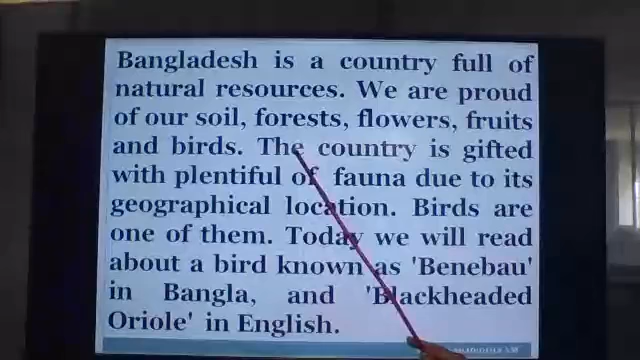 Bangladesh is a country full of
natural resources. We are proud
of our soil, forests, flowers, fruits
and birds. The country is gifted
with plentiful of fauna due to its
geographical location. Birds are
one of them. Today we will read
about a bird known as 'Benebau'
in Bangla, and 'Blackheaded
Oriole' in English.